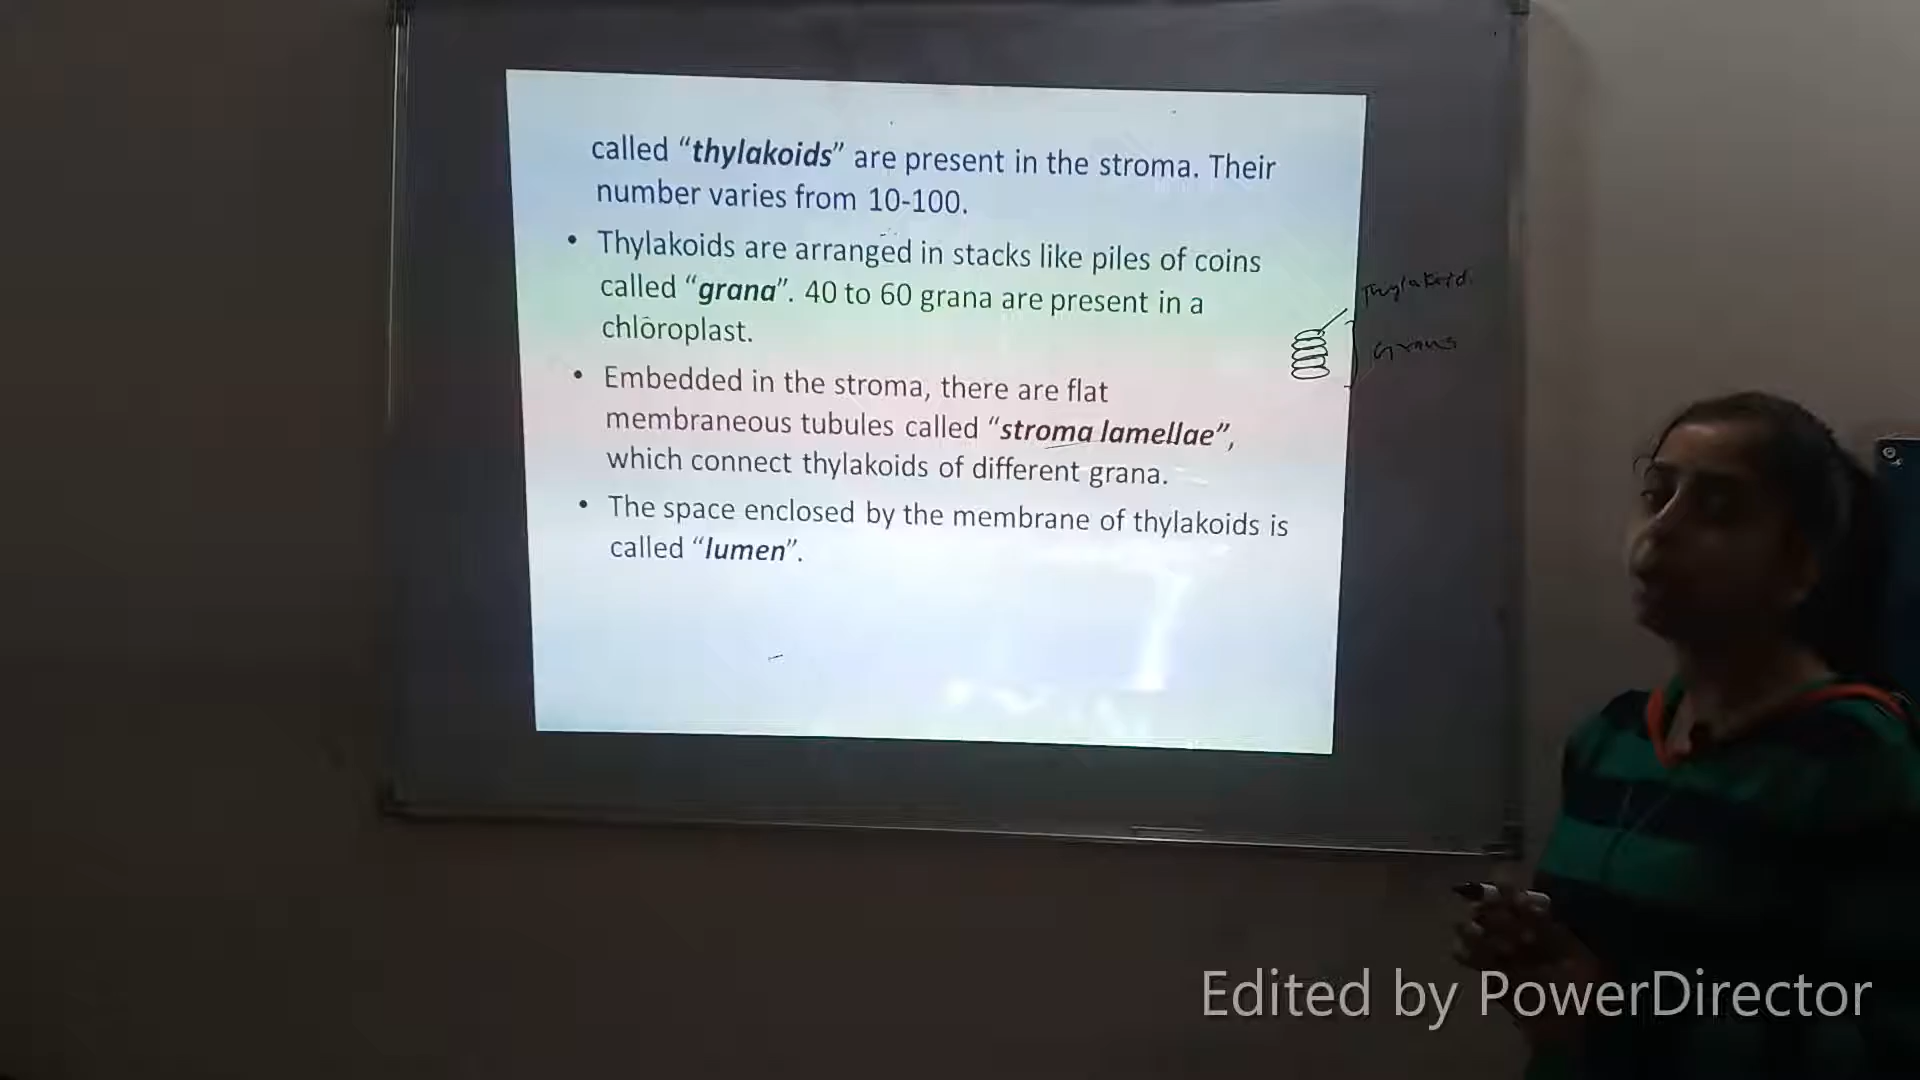 called “thylakoids” are present in the stroma. Their
number varies from 10-100.
• Thylakoids are arranged in stacks like piles of coins
called “grana”. 40 to 60 grana are present in a
chloroplast.
• Embedded in the stroma, there are flat
membraneous tubules called “stroma lamellae”,
which connect thylakoids of different grana.
• The space enclosed by the membrane of thylakoids is
called “lumen”.
Thylakoid.
Edited by PowerDirector